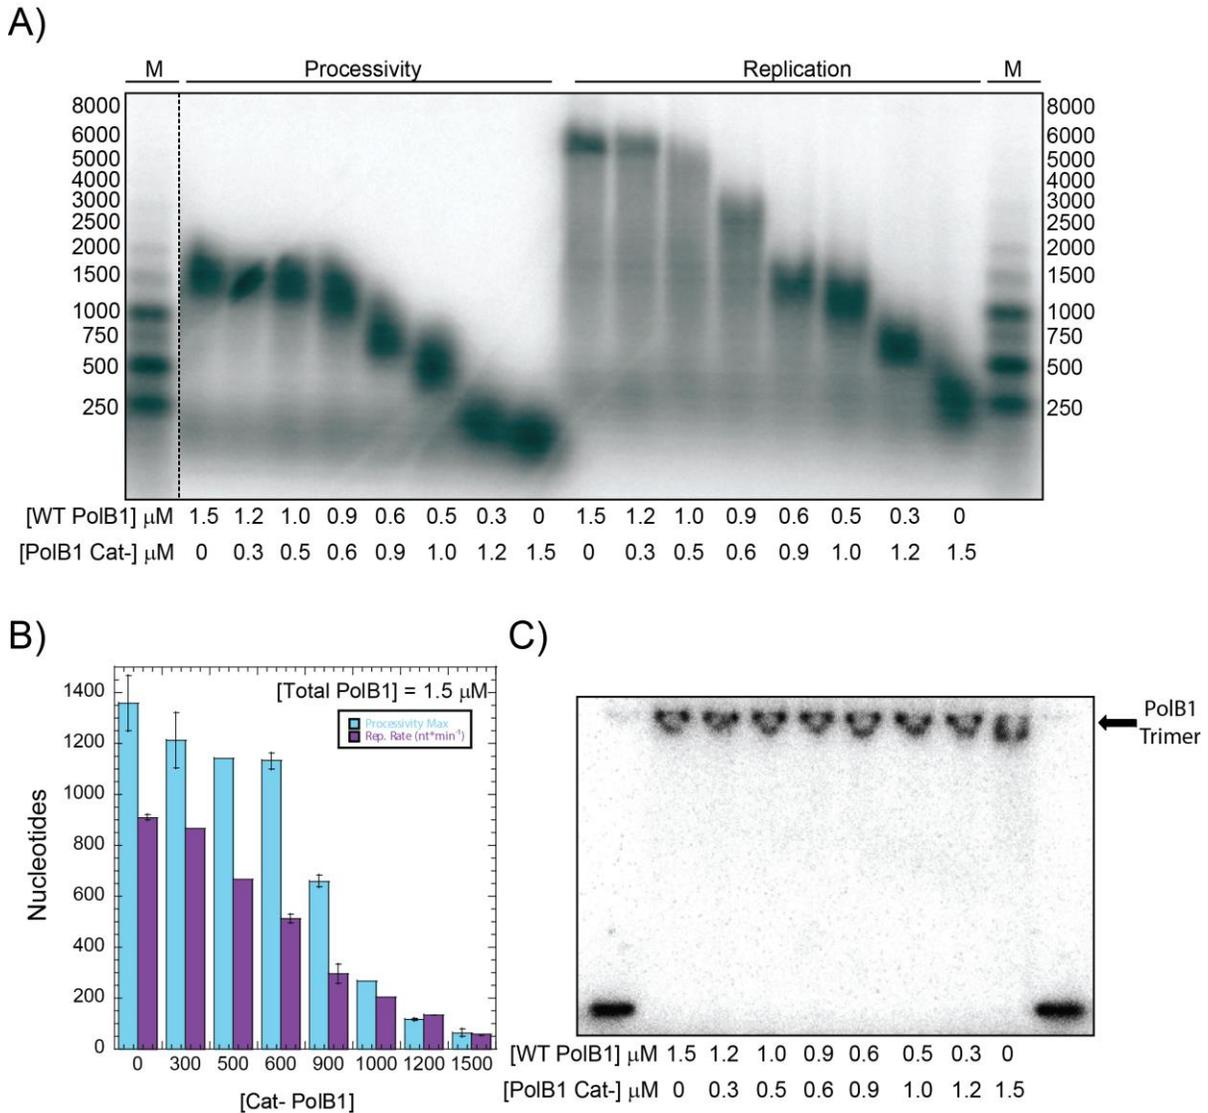 A)
M Processivity Replication M
8000 8000
6000 6000
5000 5000
4000 4000
3000 3000
2500 2500
2000 2000
1500 1500
1000 1000
750 750
500 500
250 250
[WT PolB1] μM 1.5 1.2 1.0 0.9 0.6 0.5 0.3 0 1.5 1.2 1.0 0.9 0.6 0.5 0.3 0
[PolB1 Cat-] μM 0 0.3 0.5 0.6 0.9 1.0 1.2 1.5 0 0.3 0.5 0.6 0.9 1.0 1.2 1.5
B)
[Total PolB1] = 1.5 μM
Processivity Max
Rep. Rate (nt*min⁻¹)
Nucleotides
1400
1200
1000
800
600
400
200
0
0 300 500 600 900 1000 1200 1500
[Cat- PolB1]
C)
PolB1
Trimer
[WT PolB1] μM 1.5 1.2 1.0 0.9 0.6 0.5 0.3 0
[PolB1 Cat-] μM 0 0.3 0.5 0.6 0.9 1.0 1.2 1.5